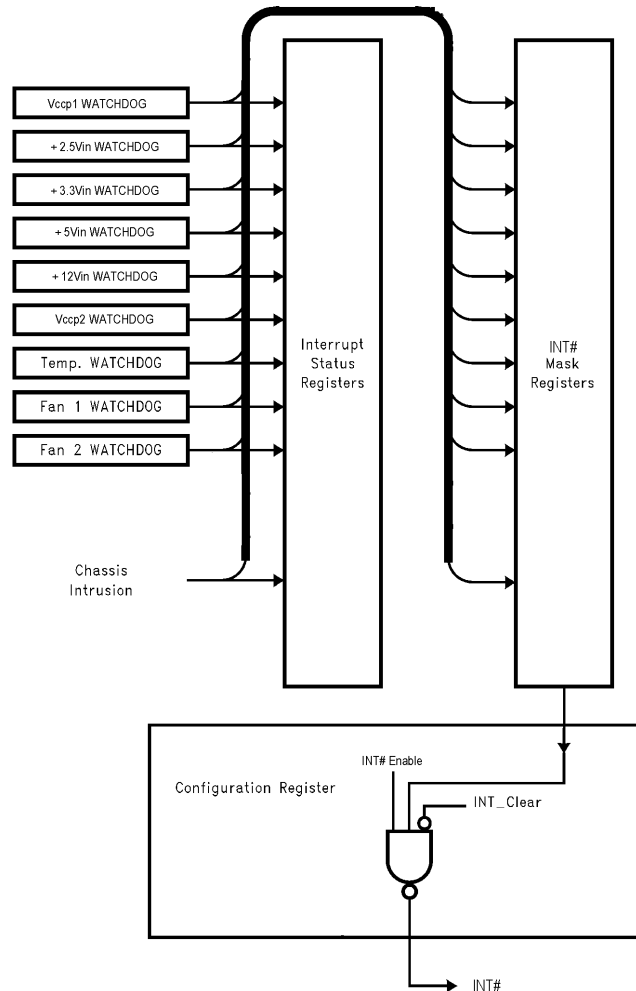 Vccp1 WATCHDOG
+ 2.5Vin WATCHDOG
+ 3.3Vin WATCHDOG
+ 5Vin WATCHDOG
+ 12Vin WATCHDOG
Vccp2 WATCHDOG
Temp. WATCHDOG
Fan 1 WATCHDOG
Fan 2 WATCHDOG
Chassis
Intrusion
Interrupt
Status
Registers
INT#
Mask
Registers
INT# Enable
Configuration Register
INT_Clear
INT#